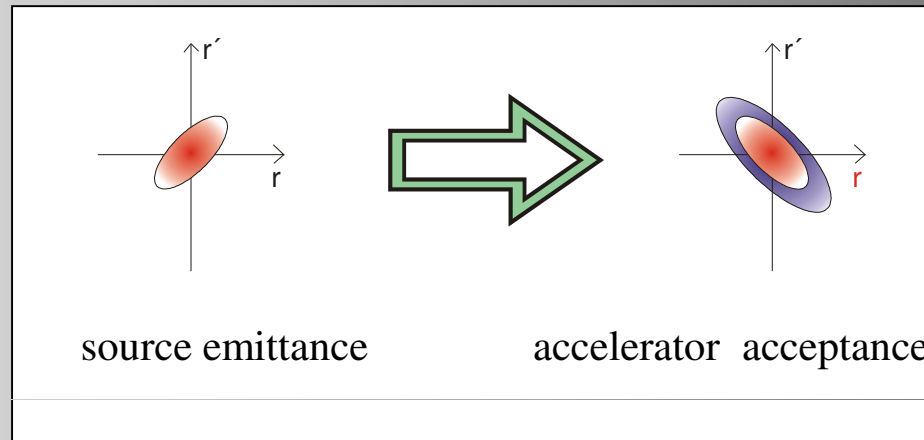 r´
r´
r
r
source emittance
accelerator acceptance